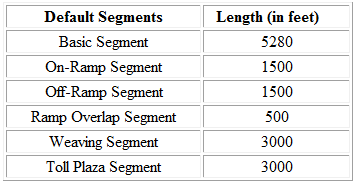 Default Segments Length (in feet)
Basic Segment 5280
On-Ramp Segment 1500
Off-Ramp Segment 1500
Ramp Overlap Segment 500
Weaving Segment 3000
Toll Plaza Segment 3000